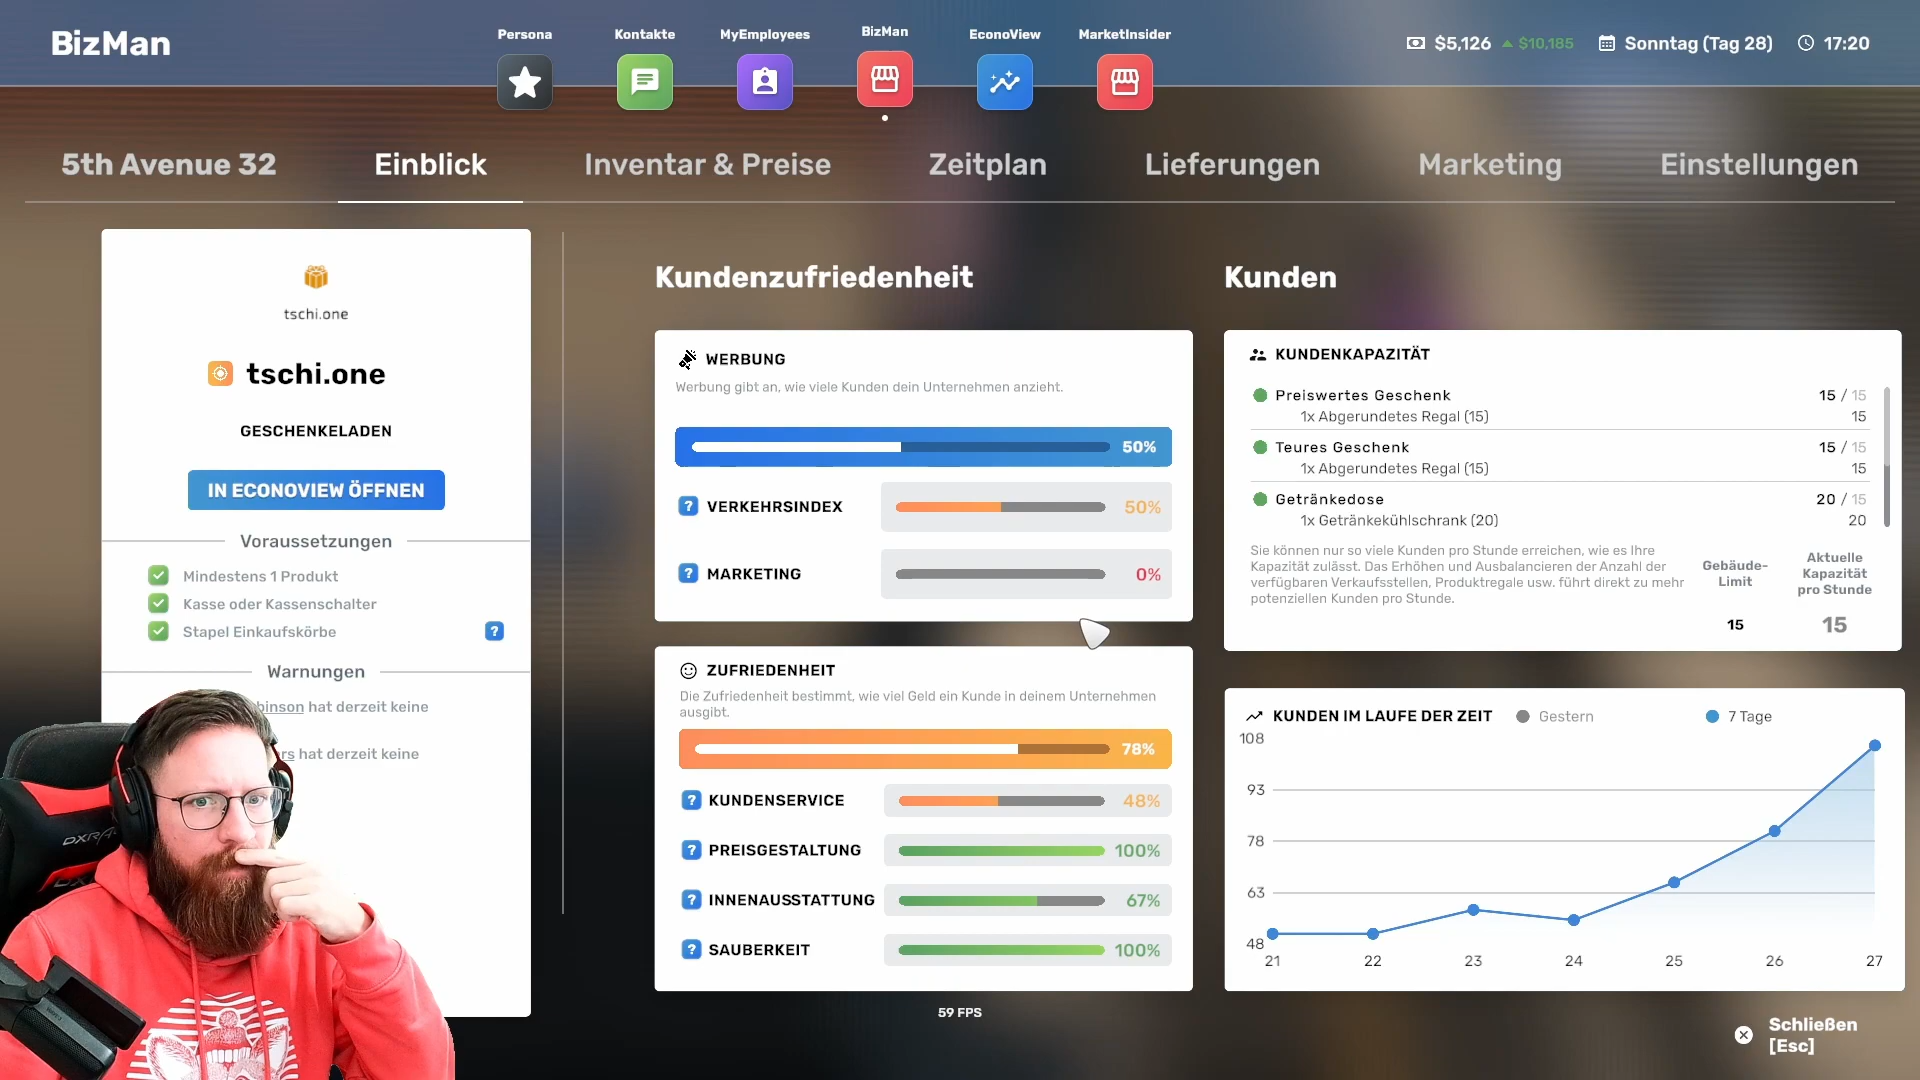 BizMan
Persona
Kontakte
MyEmployees
BizMan
EconoView
MarketInsider
$5,126
$10,185
Sonntag (Tag 28)
17:20
5th Avenue 32
Einblick
Inventar & Preise
Zeitplan
Lieferungen
Marketing
Einstellungen
tschi.one
tschi.one
GESCHENKELADEN
IN ECONOVIEW ÖFFNEN
Voraussetzungen
Mindestens 1 Produkt
Kasse oder Kassenschalter
Stapel Einkaufskörbe
?
Warnungen
binson hat derzeit keine
rs hat derzeit keine
Kundenzufriedenheit
WERBUNG
Werbung gibt an, wie viele Kunden dein Unternehmen anzieht.
50%
? VERKEHRSINDEX 50%
? MARKETING 0%
ZUFRIEDENHEIT
Die Zufriedenheit bestimmt, wie viel Geld ein Kunde in deinem Unternehmen
ausgibt.
78%
? KUNDENSERVICE 48%
? PREISGESTALTUNG 100%
? INNENAUSSTATTUNG 67%
? SAUBERKEIT 100%
Kunden
KUNDENKAPAZITÄT
Preiswertes Geschenk 15 / 15
1x Abgerundetes Regal (15) 15
Teures Geschenk 15 / 15
1x Abgerundetes Regal (15) 15
Getränkedose 20 / 15
1x Getränkekühlschrank (20) 20
Sie können nur so viele Kunden pro Stunde erreichen, wie es Ihre
Kapazität zulässt. Das Erhöhen und Ausbalancieren der Anzahl der
verfügbaren Verkaufsstellen, Produktregale usw. führt direkt zu mehr
potenziellen Kunden pro Stunde.
Gebäude-
Limit
15
Aktuelle
Kapazität
pro Stunde
15
KUNDEN IM LAUFE DER ZEIT
Gestern
7 Tage
108
93
78
63
48
21 22 23 24 25 26 27
59 FPS
Schließen
[Esc]